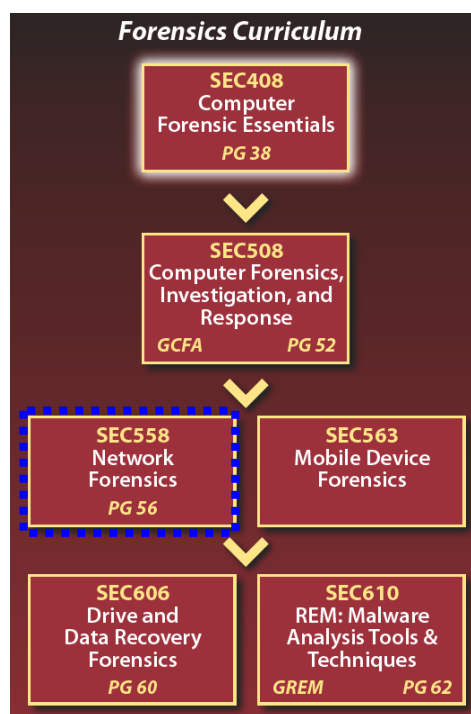 Forensics Curriculum
SEC408
Computer
Forensic Essentials
PG 38
SEC508
Computer Forensics,
Investigation, and
Response
GCFA PG 52
SEC558
Network
Forensics
PG 56
SEC563
Mobile Device
Forensics
SEC606
Drive and
Data Recovery
Forensics
PG 60
SEC610
REM: Malware
Analysis Tools &
Techniques
GREM PG 62